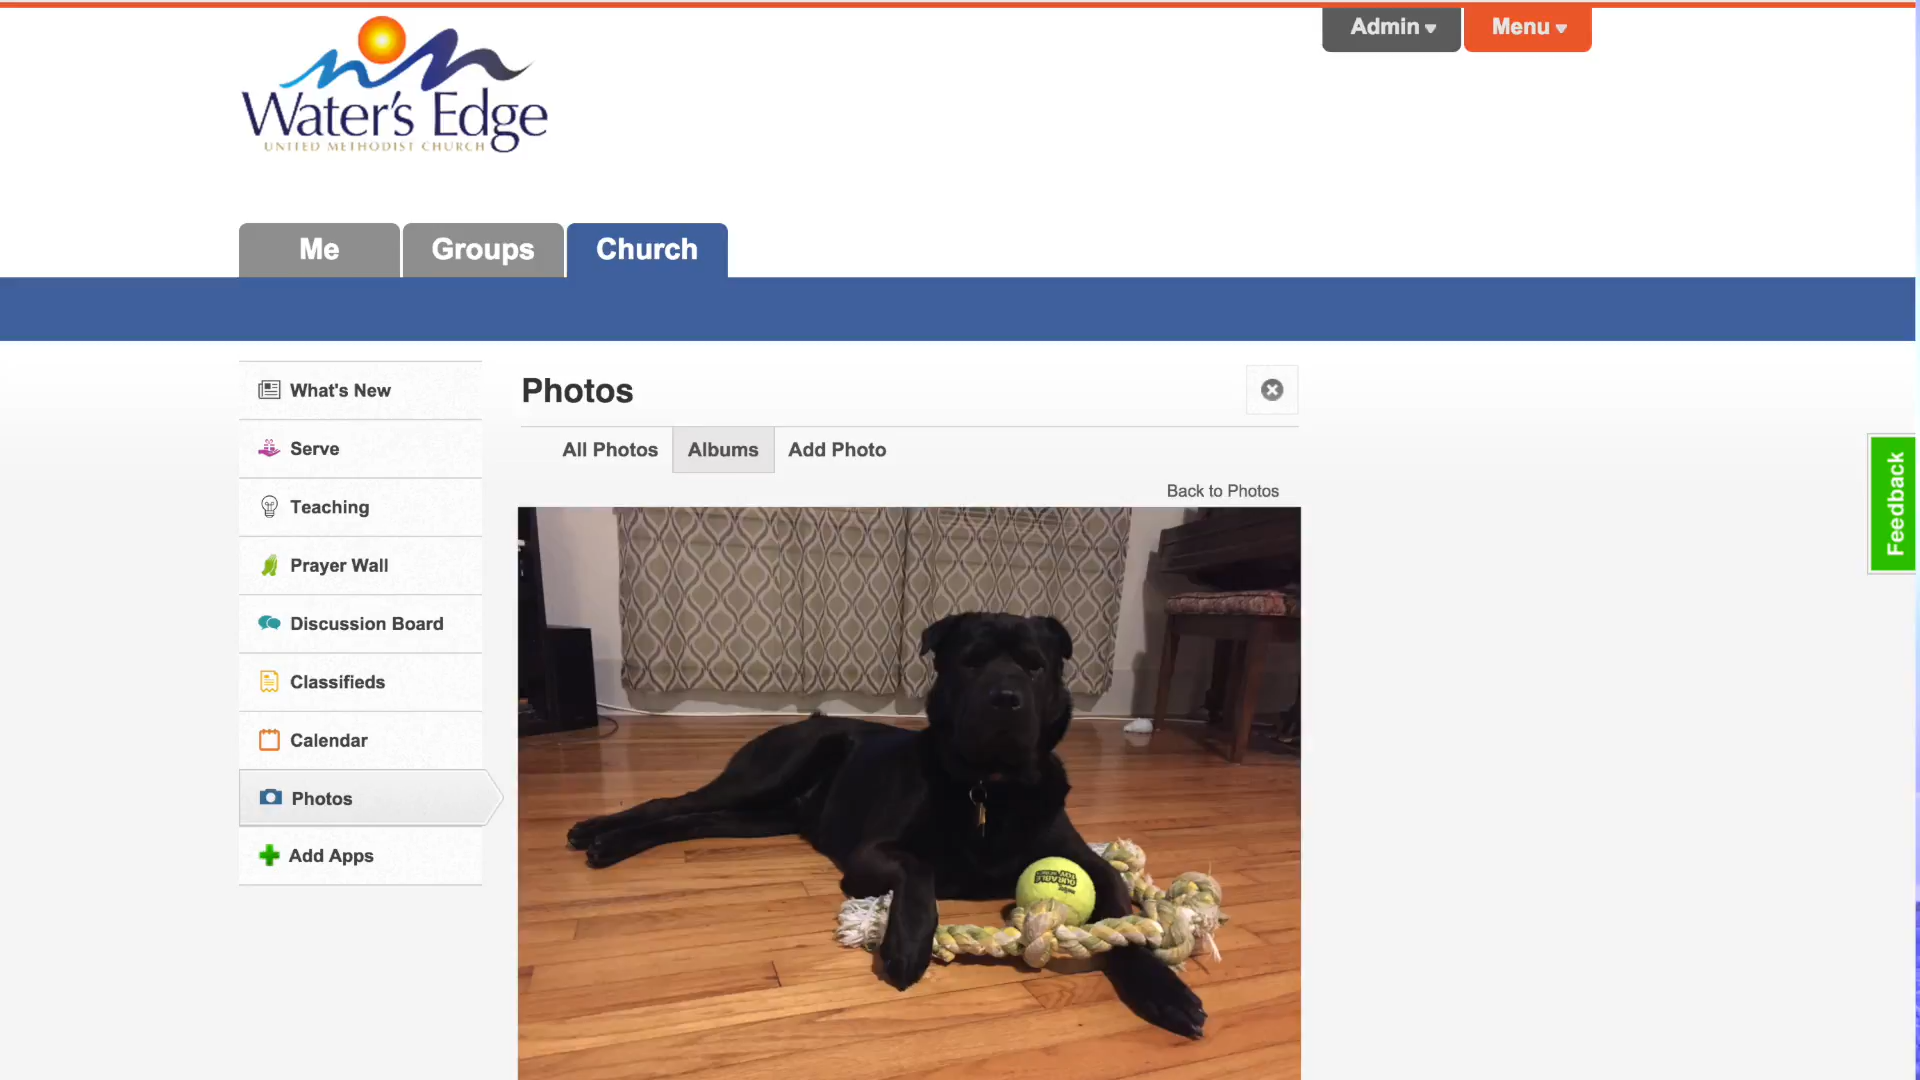 Admin
Menu
Water's Edge
UNITED METHODIST CHURCH
Me
Groups
Church
What's New
Serve
Teaching
Prayer Wall
Discussion Board
Classifieds
Calendar
Photos
Add Apps
Photos
All Photos
Albums
Add Photo
Back to Photos
Feedback